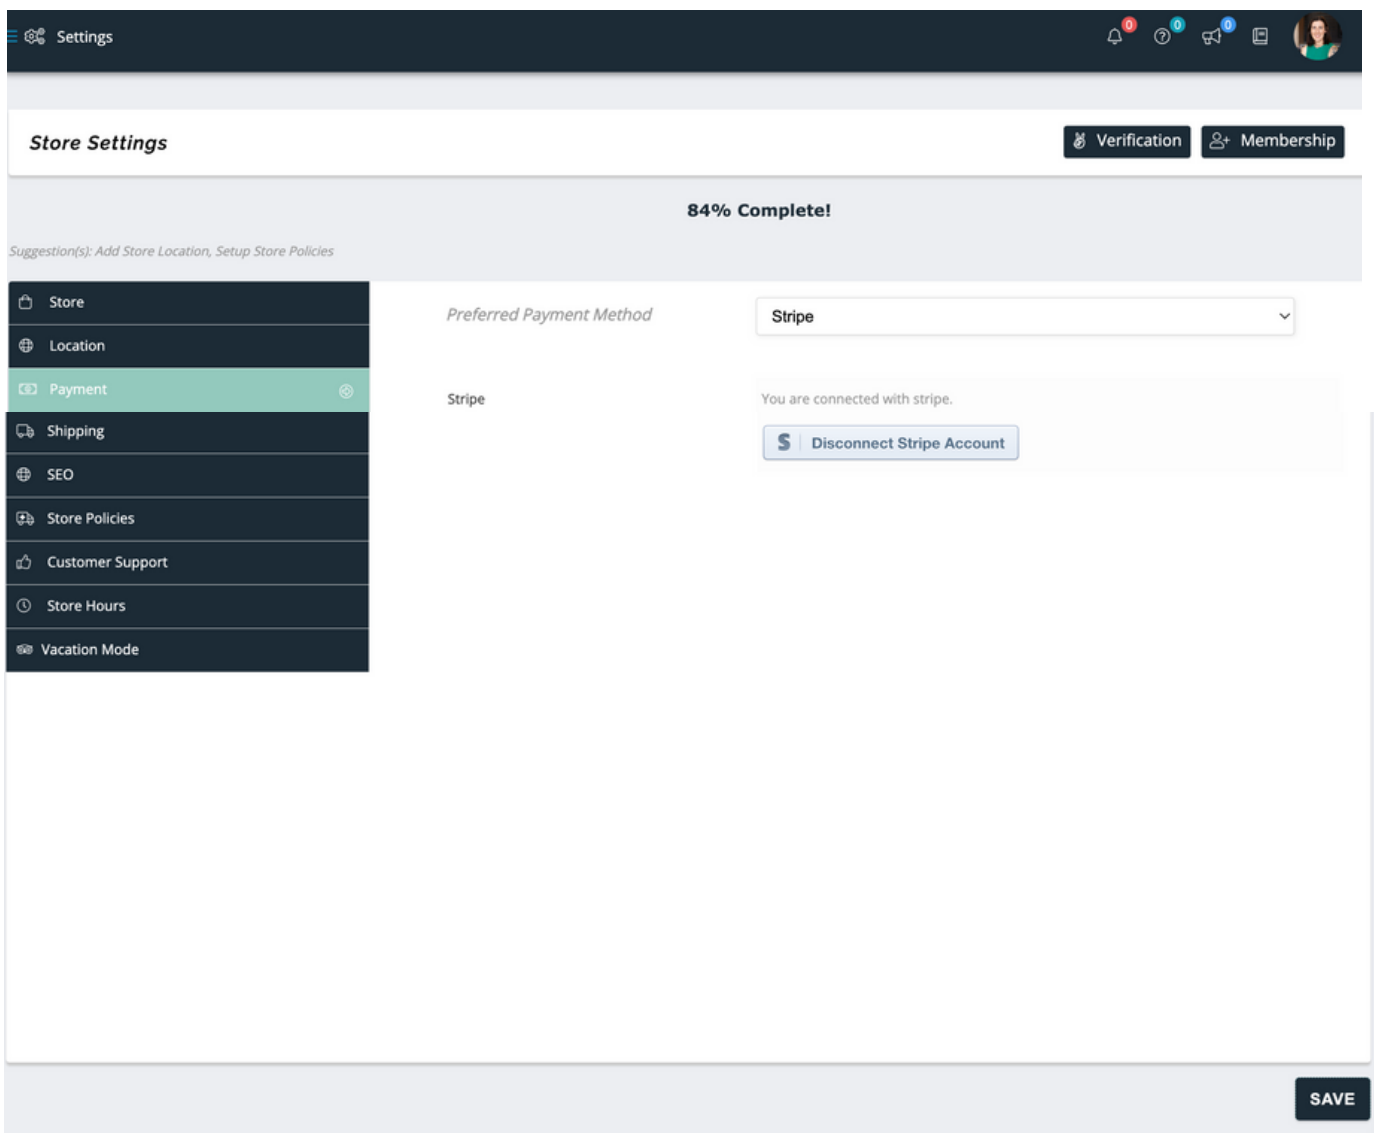 Settings
0
0
0
Store Settings
Verification
Membership
84% Complete!
Suggestion(s): Add Store Location, Setup Store Policies
Store
Location
Payment
Shipping
SEO
Store Policies
Customer Support
Store Hours
Vacation Mode
Preferred Payment Method
Stripe
Stripe
You are connected with stripe.
S Disconnect Stripe Account
SAVE